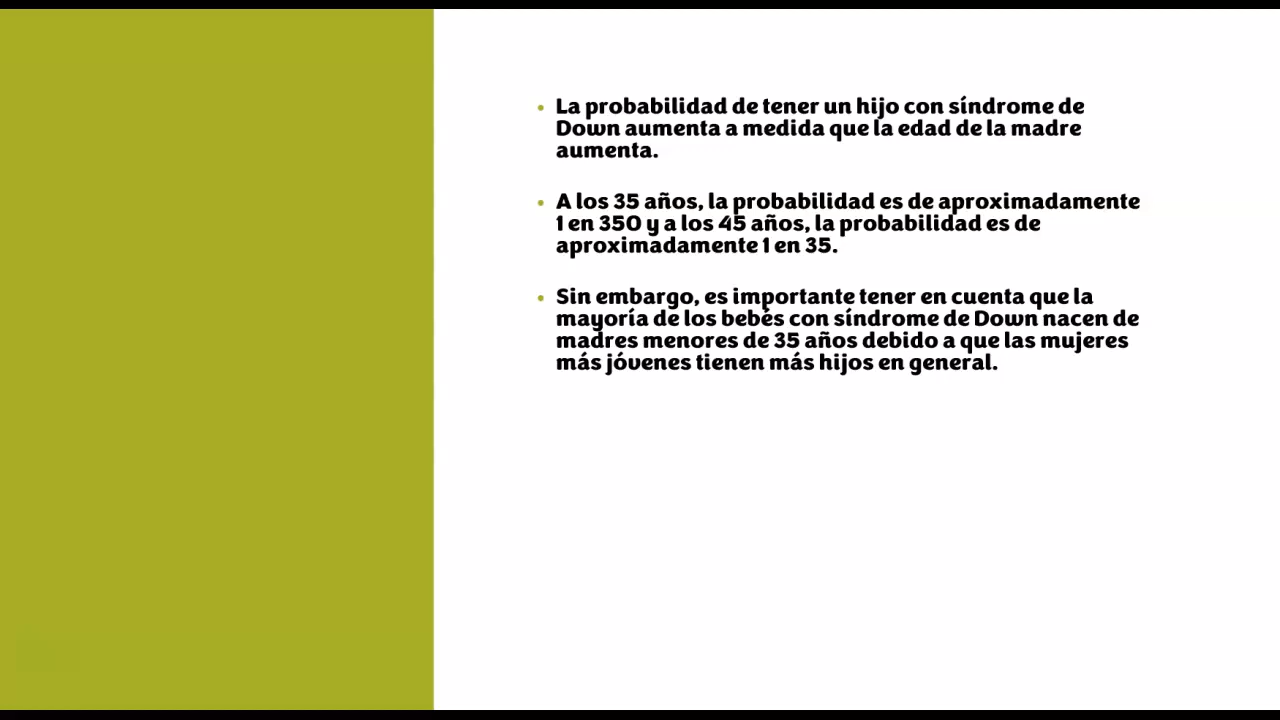 • La probabilidad de tener un hijo con síndrome de
Down aumenta a medida que la edad de la madre
aumenta.
• A los 35 años, la probabilidad es de aproximadamente
1 en 350 y a los 45 años, la probabilidad es de
aproximadamente 1 en 35.
• Sin embargo, es importante tener en cuenta que la
mayoría de los bebés con síndrome de Down nacen de
madres menores de 35 años debido a que las mujeres
más jóvenes tienen más hijos en general.